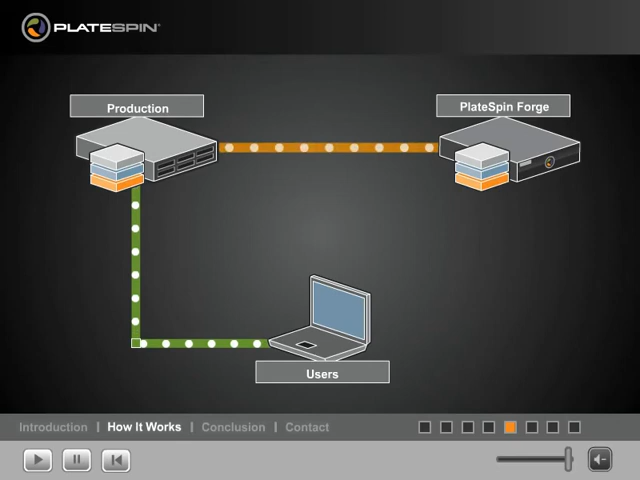 PLATESPIN®
Production
PlateSpin Forge
Users
Introduction | How It Works | Conclusion | Contact